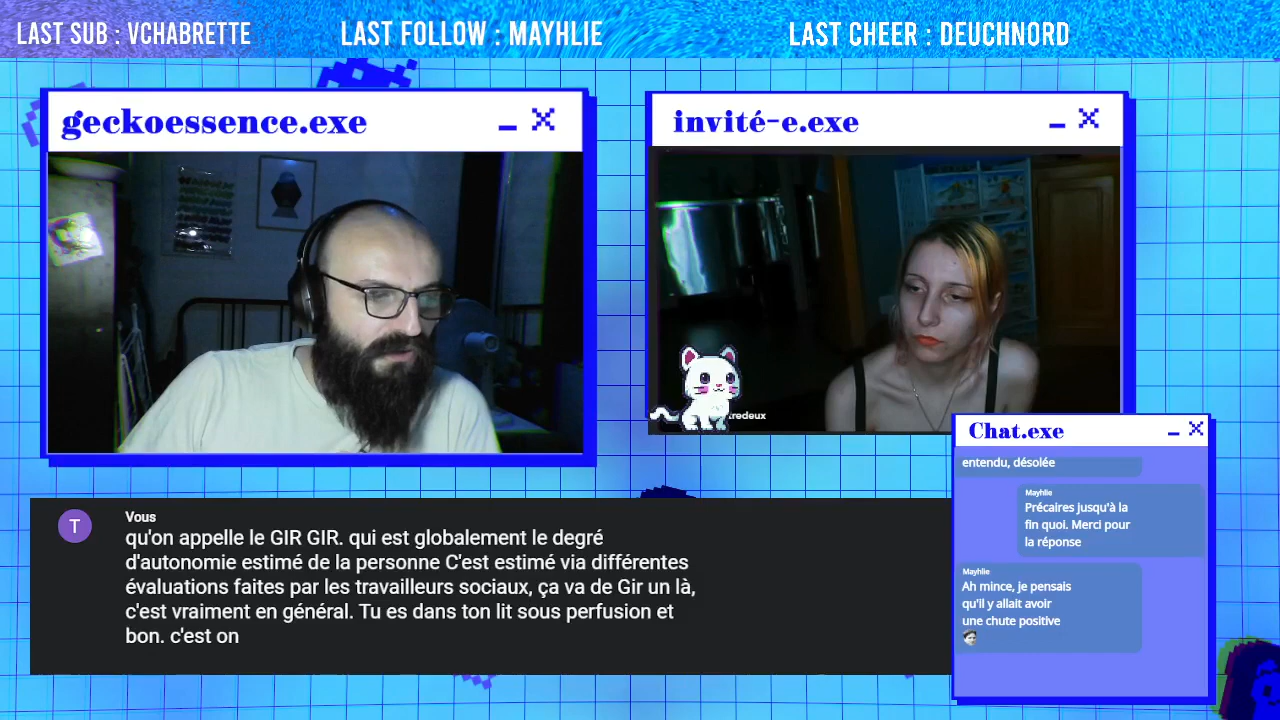 LAST SUB : VCHABRETTE
LAST FOLLOW : MAYHLIE
LAST CHEER : DEUCHNORD
geckoessence.exe
invité-e.exe
redeux
Chat.exe
entendu, désolée
Mayhlie
Précaires jusqu'à la
fin quoi. Merci pour
la réponse
Mayhlie
Ah mince, je pensais
qu'il y allait avoir
une chute positive
T
Vous
qu'on appelle le GIR GIR. qui est globalement le degré
d'autonomie estimé de la personne C'est estimé via différentes
évaluations faites par les travailleurs sociaux, ça va de Gir un là,
c'est vraiment en général. Tu es dans ton lit sous perfusion et
bon. c'est on